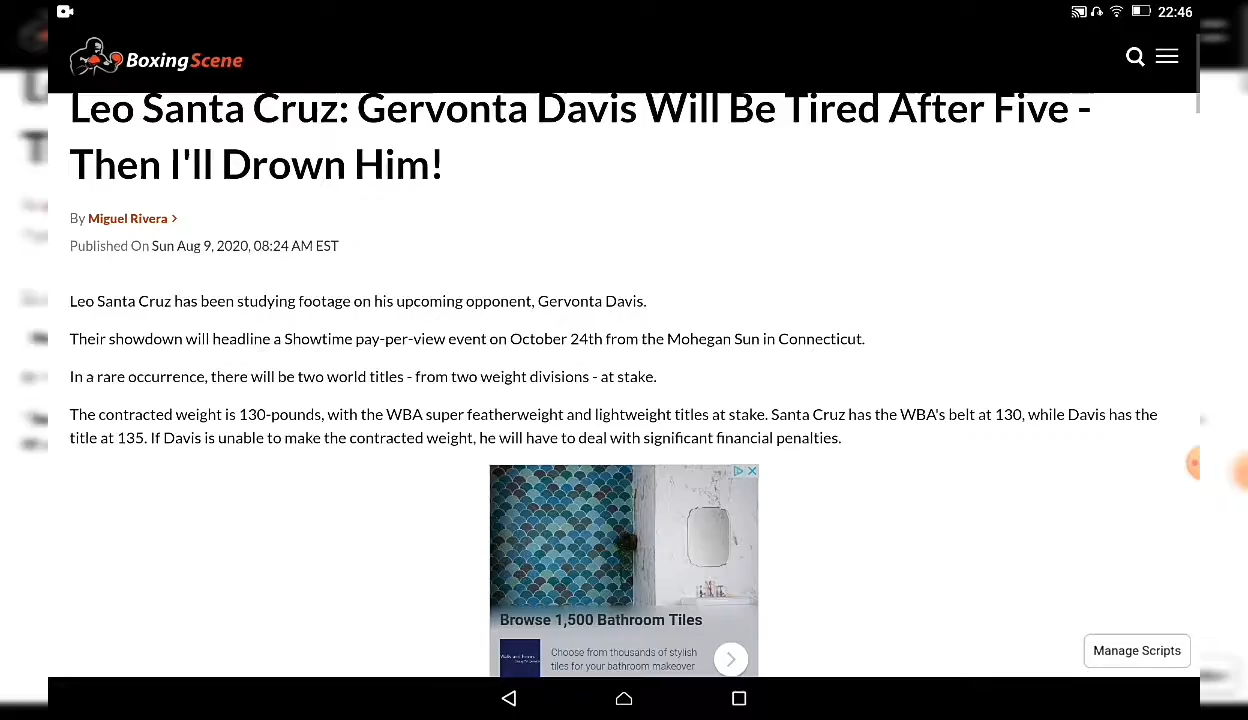 22:46
BoxingScene
Leo Santa Cruz: Gervonta Davis Will Be Tired After Five -
Then I'll Drown Him!
By Miguel Rivera >
Published On Sun Aug 9, 2020, 08:24 AM EST
Leo Santa Cruz has been studying footage on his upcoming opponent, Gervonta Davis.
Their showdown will headline a Showtime pay-per-view event on October 24th from the Mohegan Sun in Connecticut.
In a rare occurrence, there will be two world titles - from two weight divisions - at stake.
The contracted weight is 130-pounds, with the WBA super featherweight and lightweight titles at stake. Santa Cruz has the WBA's belt at 130, while Davis has the
title at 135. If Davis is unable to make the contracted weight, he will have to deal with significant financial penalties.
Browse 1,500 Bathroom Tiles
Choose from thousands of stylish
tiles for your bathroom makeover
Manage Scripts